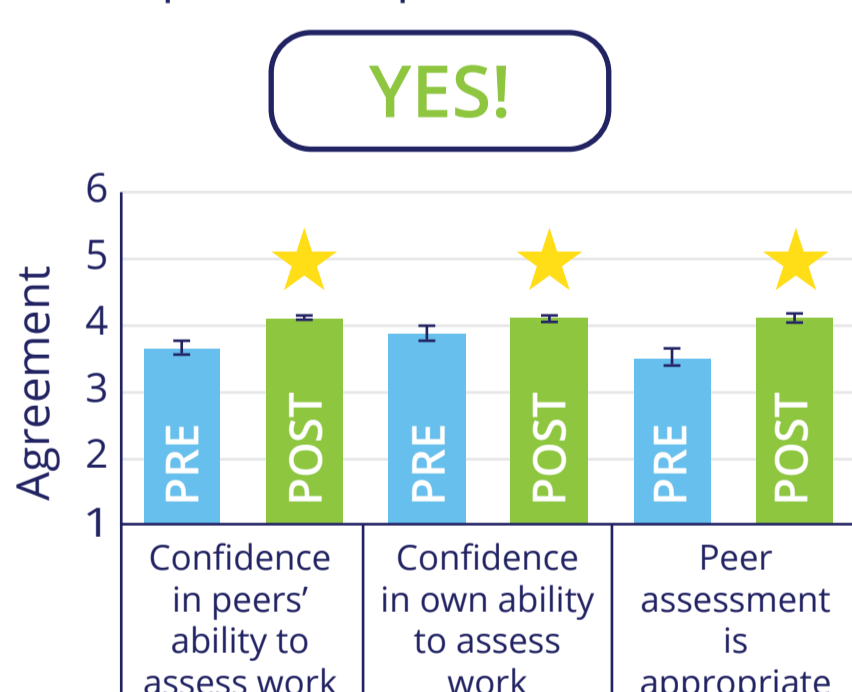 YES!
6
5
4
3
2
1
Agreement
PRE
POST
PRE
POST
PRE
POST
Confidence
in peers’
ability to
assess work
Confidence
in own ability
to assess
work
Peer
assessment
is
appropriate